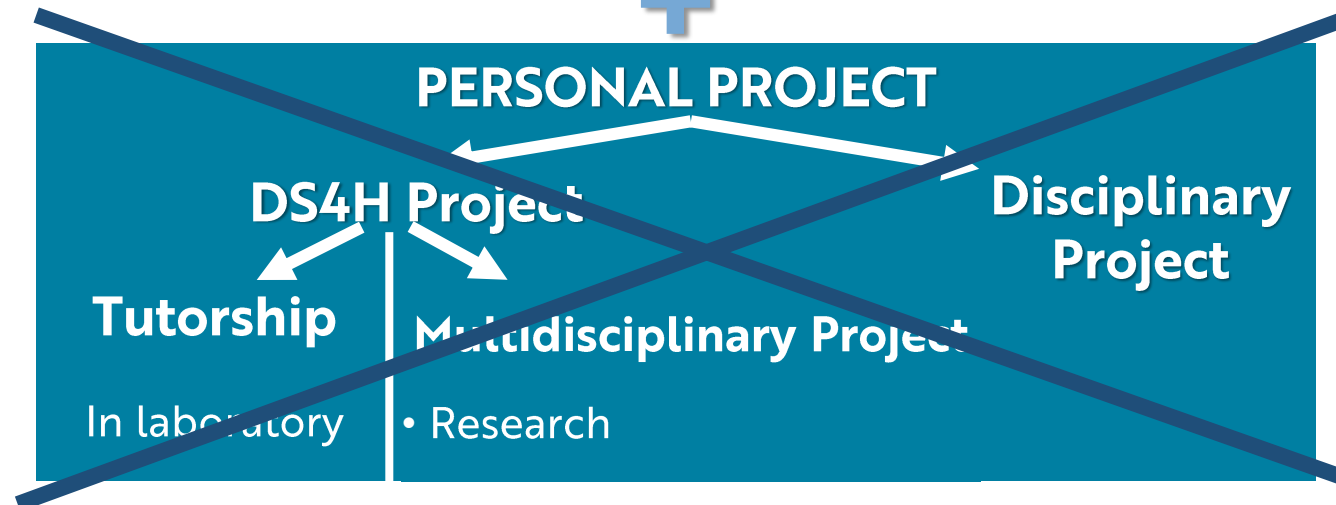 PERSONAL PROJECT
DS4H Project
Disciplinary
Project
Tutorship
Multidisciplinary Project
In laboratory
• Research